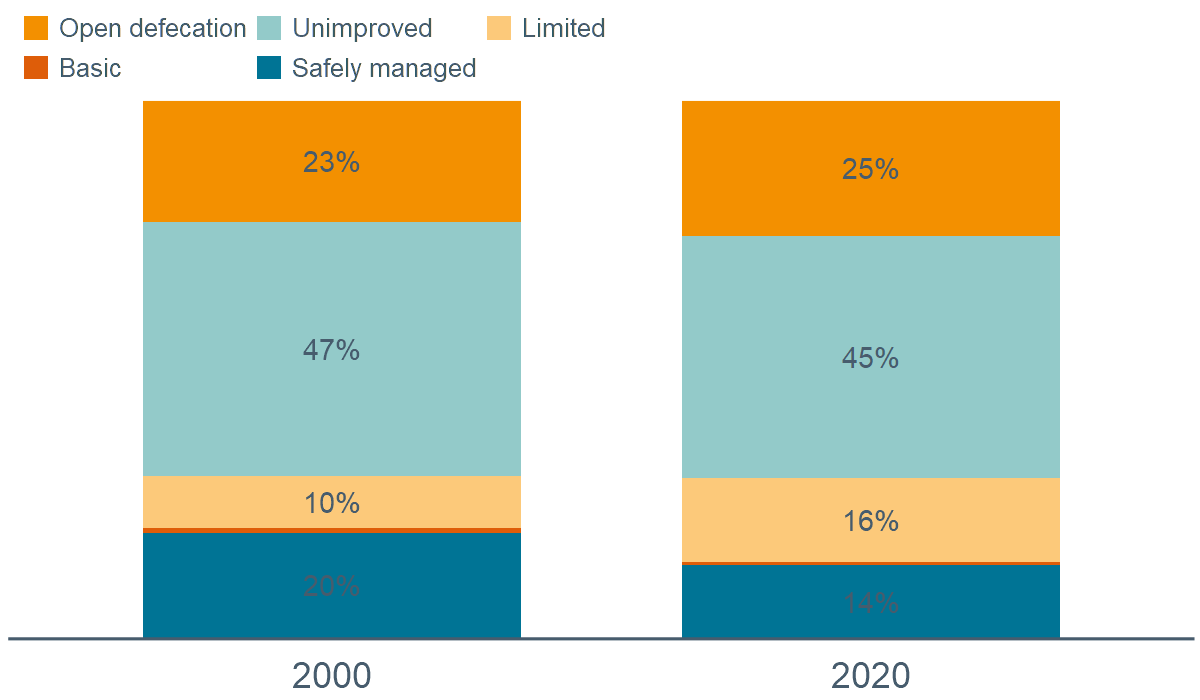 Open defecation Unimproved Limited
Basic Safely managed
23% 25%
47% 45%
10% 16%
20% 14%
2000 2020